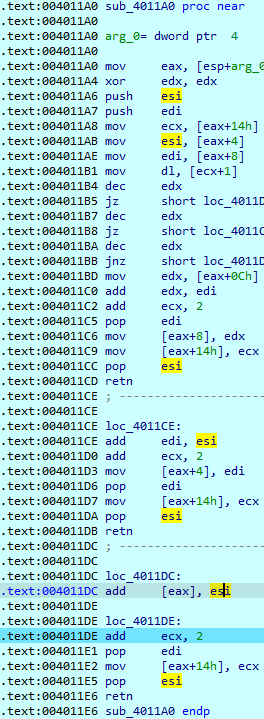 .text:004011A0 sub_4011A0 proc near
.text:004011A0
.text:004011A0 arg_0= dword ptr  4
.text:004011A0
.text:004011A0 mov     eax, [esp+arg_0
.text:004011A4 xor     edx, edx
.text:004011A6 push    esi
.text:004011A7 push    edi
.text:004011A8 mov     ecx, [eax+14h]
.text:004011AB mov     esi, [eax+4]
.text:004011AE mov     edi, [eax+8]
.text:004011B1 mov     dl, [ecx+1]
.text:004011B4 dec     edx
.text:004011B5 jz      short loc_4011D
.text:004011B7 dec     edx
.text:004011B8 jz      short loc_4011C
.text:004011BA dec     edx
.text:004011BB jnz     short loc_4011D
.text:004011BD mov     edx, [eax+0Ch]
.text:004011C0 add     edx, edi
.text:004011C2 add     ecx, 2
.text:004011C5 pop     edi
.text:004011C6 mov     [eax+8], edx
.text:004011C9 mov     [eax+14h], ecx
.text:004011CC pop     esi
.text:004011CD retn
.text:004011CE ; ----------------------
.text:004011CE
.text:004011CE loc_4011CE:
.text:004011CE add     edi, esi
.text:004011D0 add     ecx, 2
.text:004011D3 mov     [eax+4], edi
.text:004011D6 pop     edi
.text:004011D7 mov     [eax+14h], ecx
.text:004011DA pop     esi
.text:004011DB retn
.text:004011DC ; ----------------------
.text:004011DC
.text:004011DC loc_4011DC:
.text:004011DC add     [eax], esi
.text:004011DE
.text:004011DE loc_4011DE:
.text:004011DE add     ecx, 2
.text:004011E1 pop     edi
.text:004011E2 mov     [eax+14h], ecx
.text:004011E5 pop     esi
.text:004011E6 retn
.text:004011E6 sub_4011A0 endp